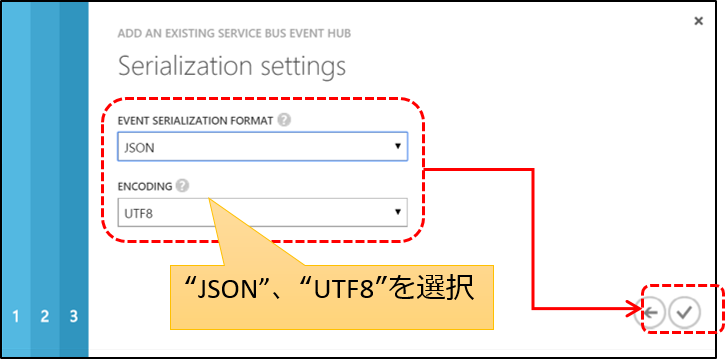 ADD AN EXISTING SERVICE BUS EVENT HUB
Serialization settings
EVENT SERIALIZATION FORMAT ?
JSON
ENCODING ?
UTF8
“JSON”、“UTF8”を選択
1 2 3